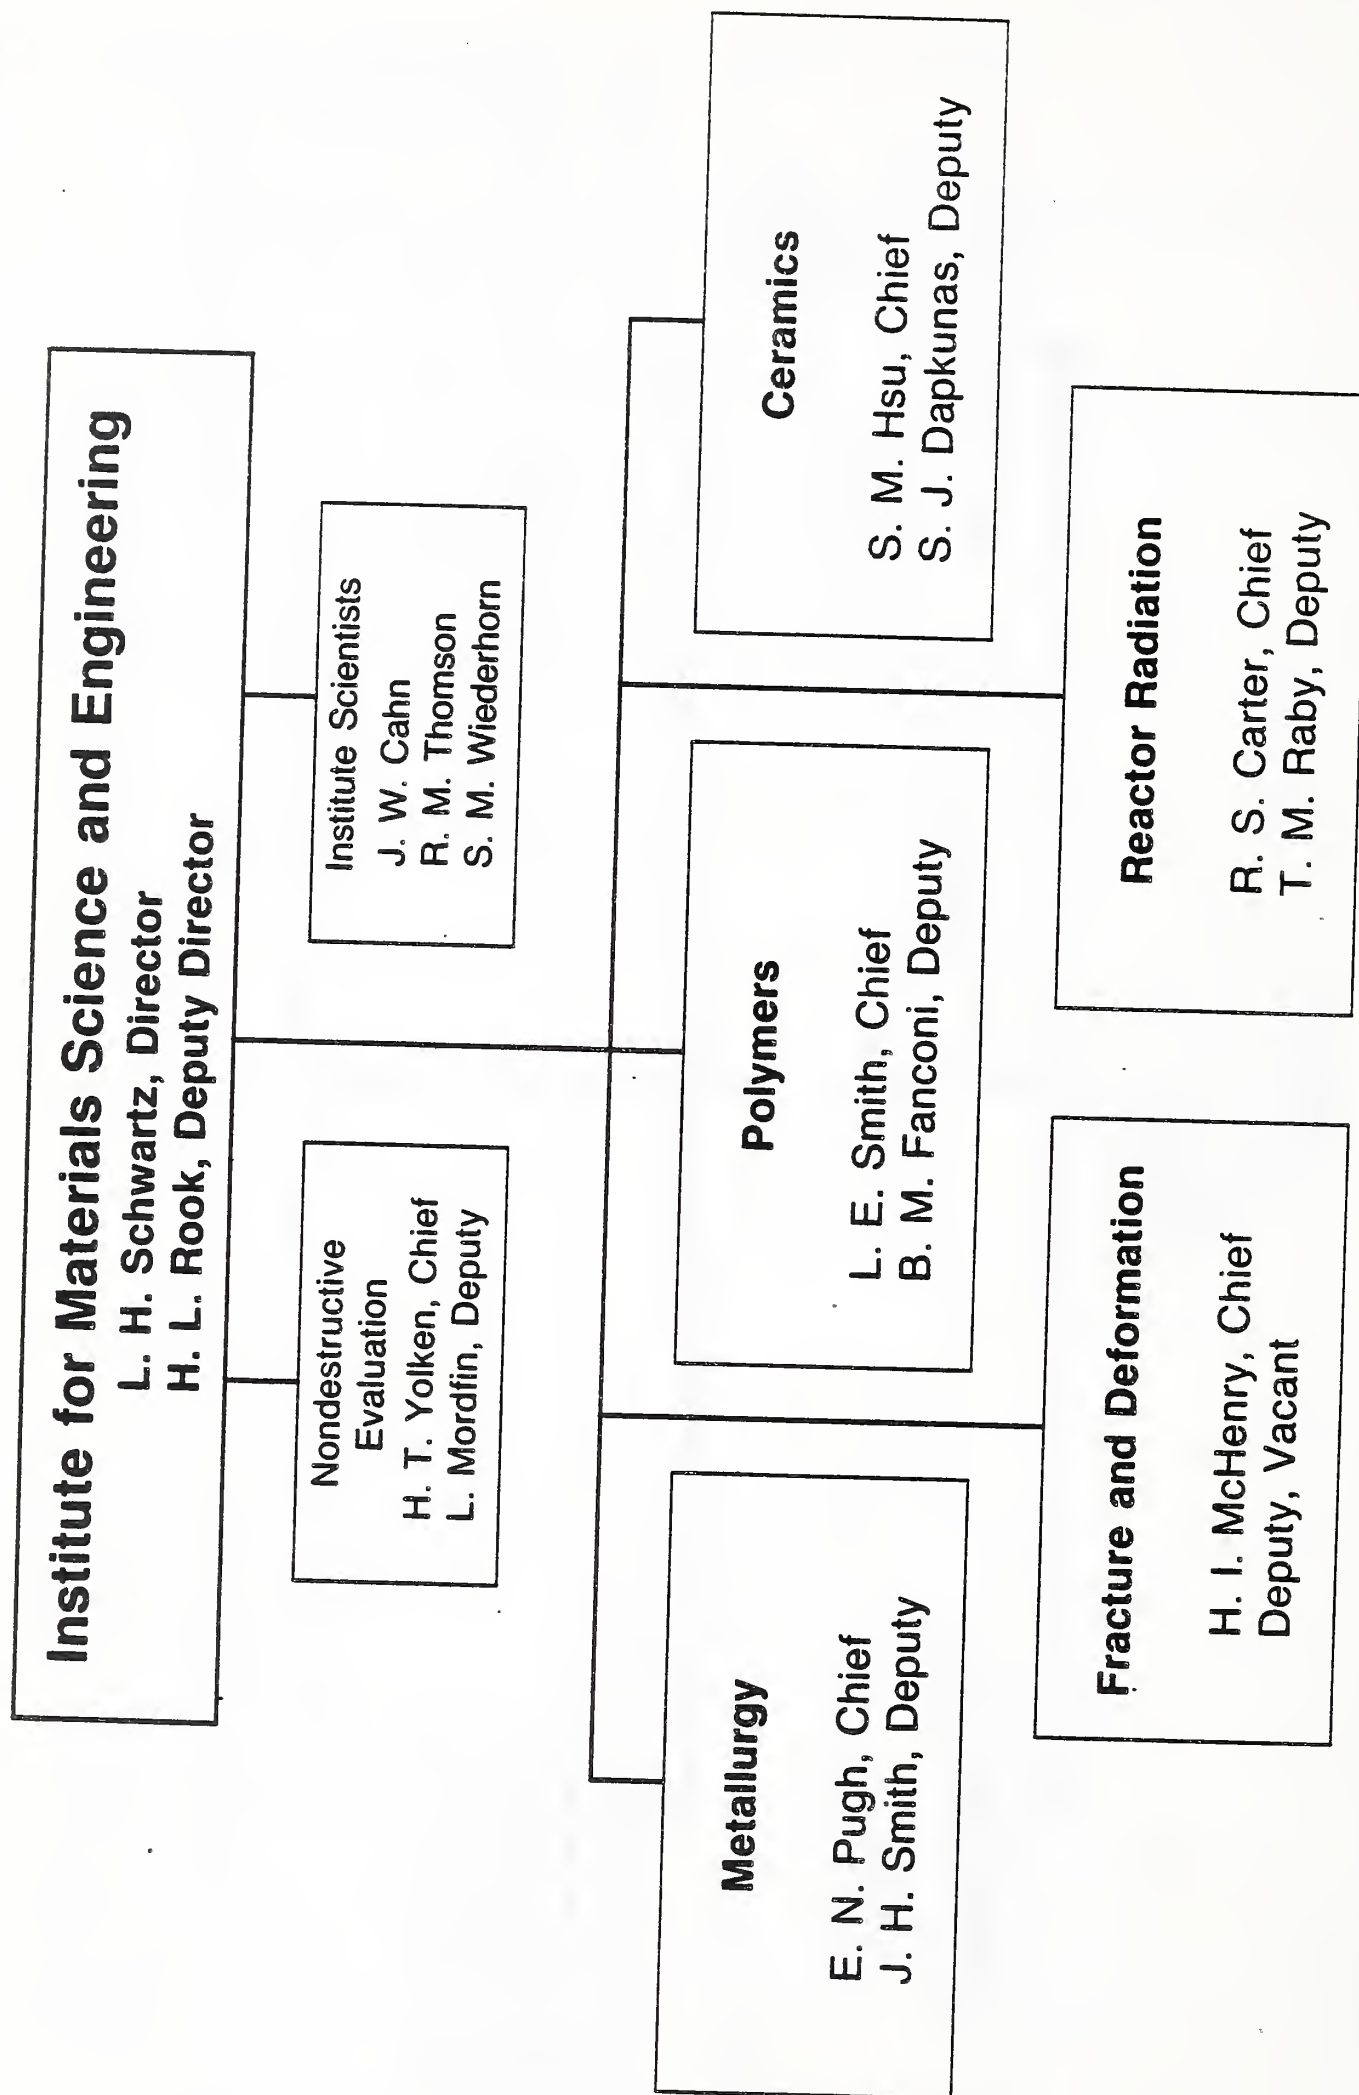 Institute for Materials Science and Engineering
L. H. Schwartz, Director
H. L. Rook, Deputy Director
Nondestructive
Evaluation
H. T. Yolken, Chief
L. Mordfin, Deputy
Institute Scientists
J. W. Cahn
R. M. Thomson
S. M. Wiederhorn
Metallurgy
E. N. Pugh, Chief
J. H. Smith, Deputy
Polymers
L. E. Smith, Chief
B. M. Fanconi, Deputy
Ceramics
S. M. Hsu, Chief
S. J. Dapkunas, Deputy
Fracture and Deformation
H. I. McHenry, Chief
Deputy, Vacant
Reactor Radiation
R. S. Carter, Chief
T. M. Raby, Deputy